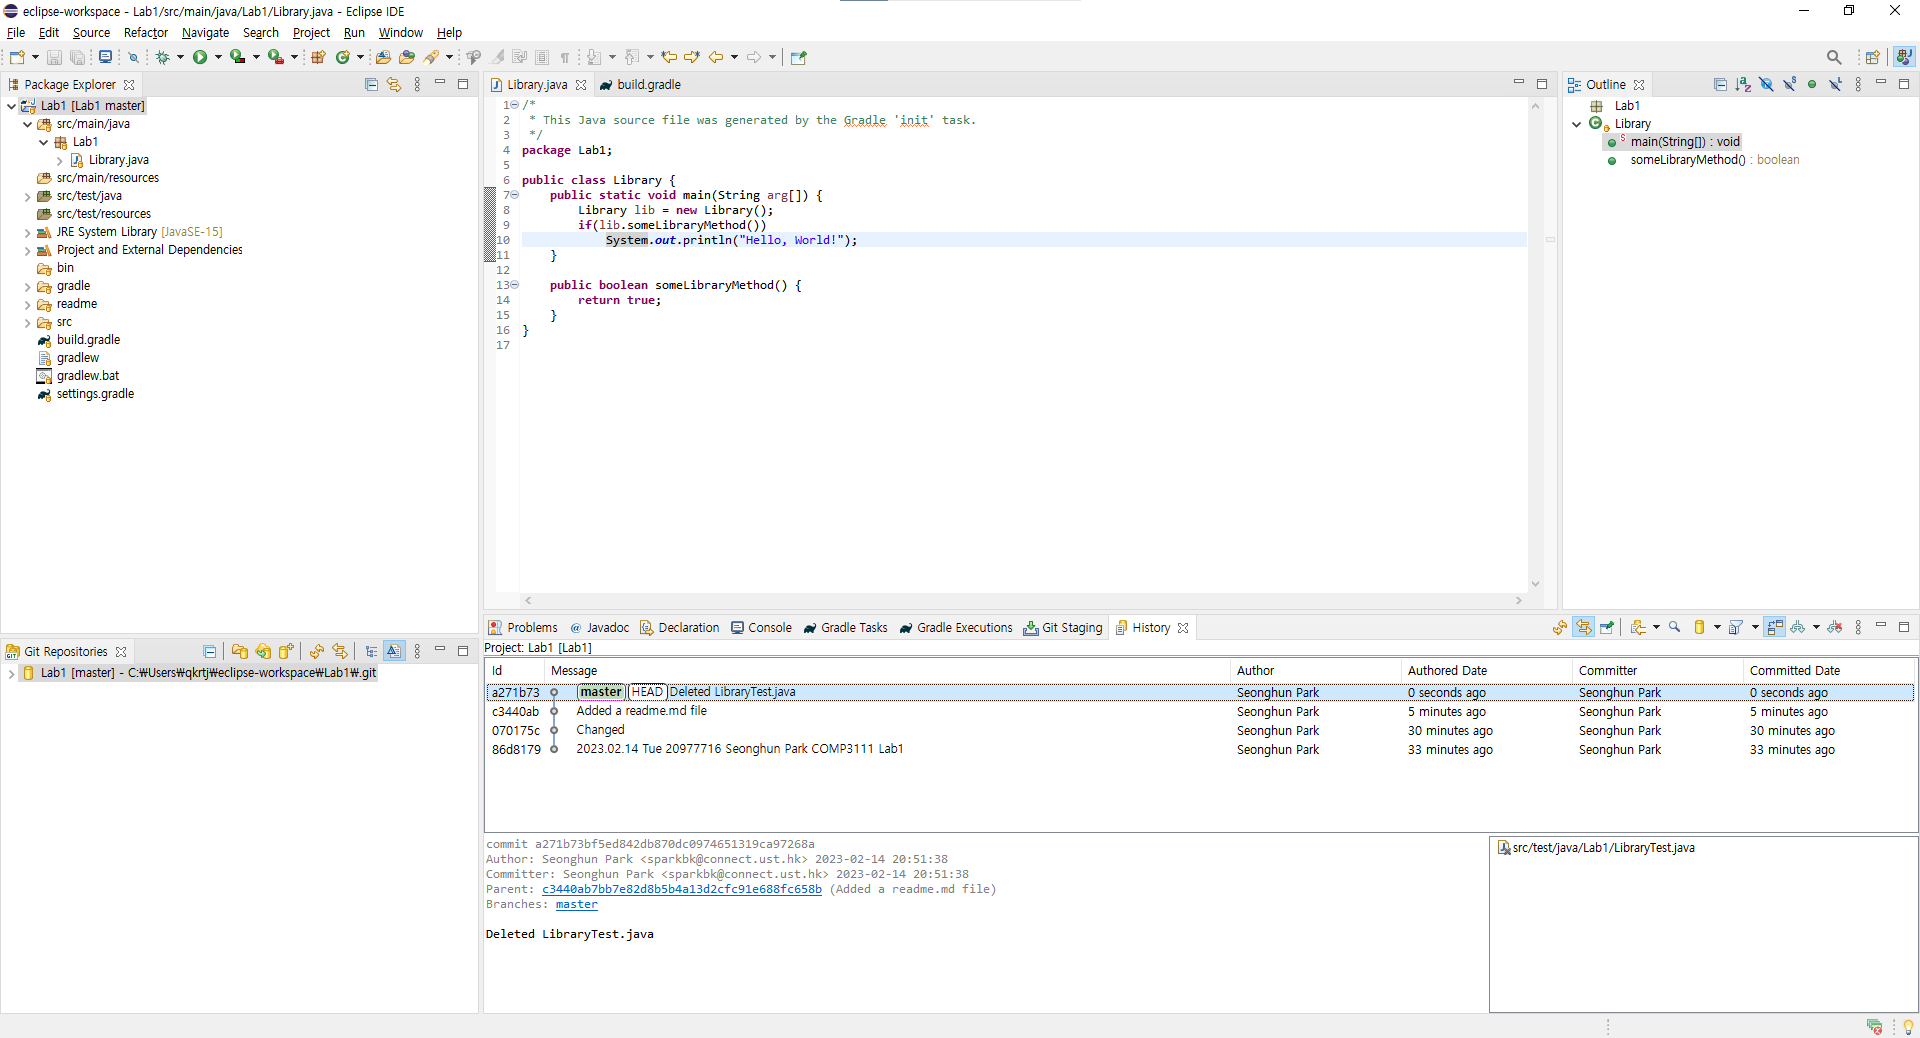 eclipse-workspace - Lab1/src/main/java/Lab1/Library.java - Eclipse IDE
File Edit Source Refactor Navigate Search Project Run Window Help
Package Explorer
Lab1 [Lab1 master]
src/main/java
Lab1
Library.java
src/main/resources
src/test/java
src/test/resources
JRE System Library [JavaSE-15]
Project and External Dependencies
bin
gradle
readme
src
build.gradle
gradlew
gradlew.bat
settings.gradle
Library.java build.gradle
1 /*
2 * This Java source file was generated by the Gradle 'init' task.
3 */
4 package Lab1;
5
6 public class Library {
7 public static void main(String arg[]) {
8 Library lib = new Library();
9 if(lib.someLibraryMethod())
10 System.out.println("Hello, World!");
11 }
12
13 public boolean someLibraryMethod() {
14 return true;
15 }
16 }
17
Outline
Lab1
Library
main(String[]) : void
someLibraryMethod() : boolean
Git Repositories
Lab1 [master] - C:₩Users₩qkrtj₩eclipse-workspace₩Lab1₩.git
Problems @ Javadoc Declaration Console Gradle Tasks Gradle Executions Git Staging History
Project: Lab1 [Lab1]
Id Message Author Authored Date Committer Committed Date
a271b73 master HEAD Deleted LibraryTest.java Seonghun Park 0 seconds ago Seonghun Park 0 seconds ago
c3440ab Added a readme.md file Seonghun Park 5 minutes ago Seonghun Park 5 minutes ago
070175c Changed Seonghun Park 30 minutes ago Seonghun Park 30 minutes ago
86d8179 2023.02.14 Tue 20977716 Seonghun Park COMP3111 Lab1 Seonghun Park 33 minutes ago Seonghun Park 33 minutes ago
commit a271b73bf5ed842db870dc0974651319ca97268a
Author: Seonghun Park <sparkbk@connect.ust.hk> 2023-02-14 20:51:38
Committer: Seonghun Park <sparkbk@connect.ust.hk> 2023-02-14 20:51:38
Parent: c3440ab7bb7e82d8b5b4a13d2cfc91e688fc658b (Added a readme.md file)
Branches: master
Deleted LibraryTest.java
src/test/java/Lab1/LibraryTest.java